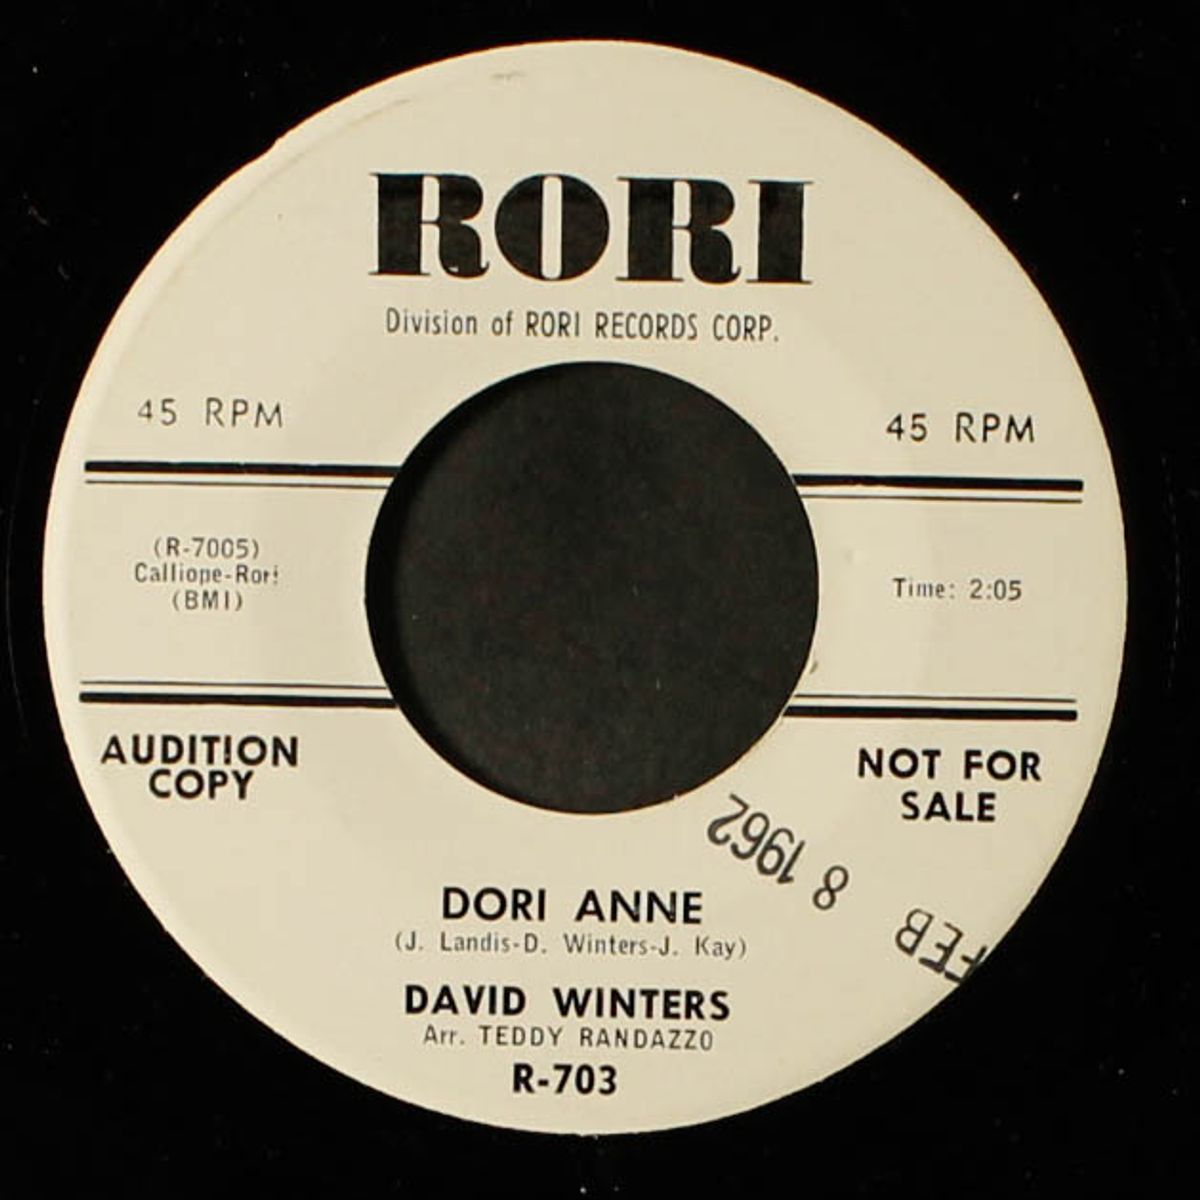 RORI
Division of RORI RECORDS CORP.
45 RPM
45 RPM
(R-7005)
Calliope-Rori
(BMI)
Time: 2:05
AUDITION
COPY
NOT FOR
SALE
FEB 8 1962
DORI ANNE
(J. Landis-D. Winters-J. Kay)
DAVID WINTERS
Arr. TEDDY RANDAZZO
R-703